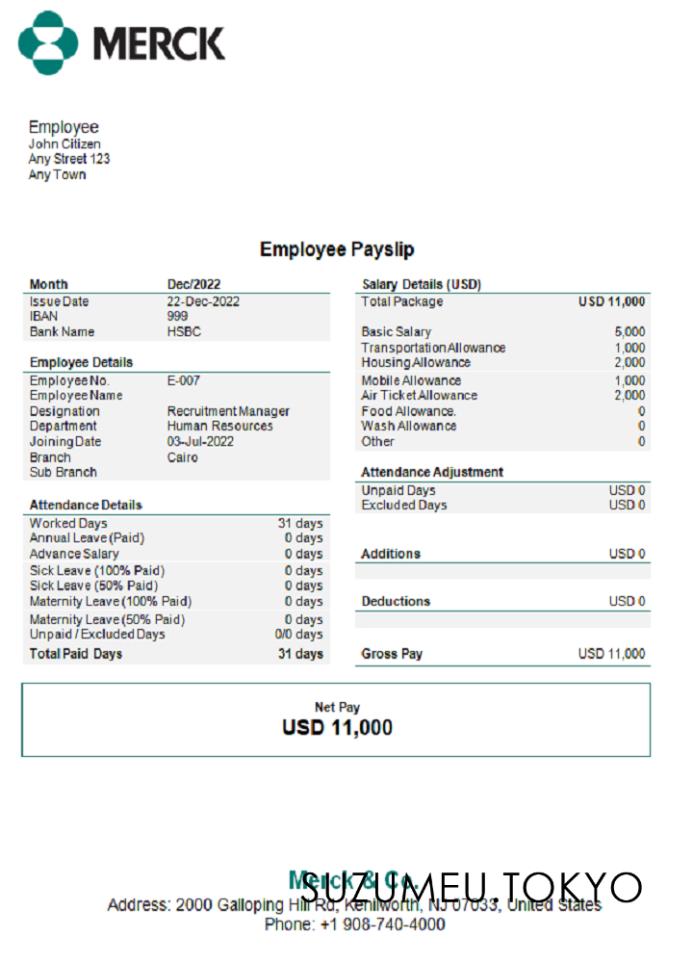 MERCK
Employee
John Citizen
Any Street 123
Any Town
Employee Payslip
Month Dec/2022
Issue Date 22-Dec-2022
IBAN 999
Bank Name HSBC
Employee Details
Employee No. E-007
Employee Name
Designation Recruitment Manager
Department Human Resources
Joining Date 03-Jul-2022
Branch Cairo
Sub Branch
Attendance Details
Worked Days 31 days
Annual Leave (Paid) 0 days
Advance Salary 0 days
Sick Leave (100% Paid) 0 days
Sick Leave (50% Paid) 0 days
Maternity Leave (100% Paid) 0 days
Maternity Leave (50% Paid) 0 days
Unpaid / Excluded Days 0/0 days
Total Paid Days 31 days
Salary Details (USD)
Total Package USD 11,000
Basic Salary 5,000
Transportation Allowance 1,000
Housing Allowance 2,000
Mobile Allowance 1,000
Air Ticket Allowance 2,000
Food Allowance. 0
Wash Allowance 0
Other 0
Attendance Adjustment
Unpaid Days USD 0
Excluded Days USD 0
Additions USD 0
Deductions USD 0
Gross Pay USD 11,000
Net Pay
USD 11,000
Merck & Co.
SUZUMEU.TOKYO
Address: 2000 Galloping Hill Rd, Kenilworth, NJ 07033, United States
Phone: +1 908-740-4000